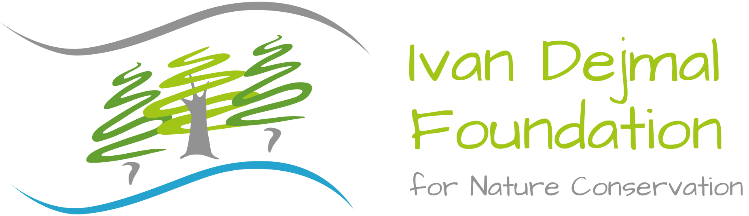 Ivan Dejmal
Foundation
for Nature Conservation